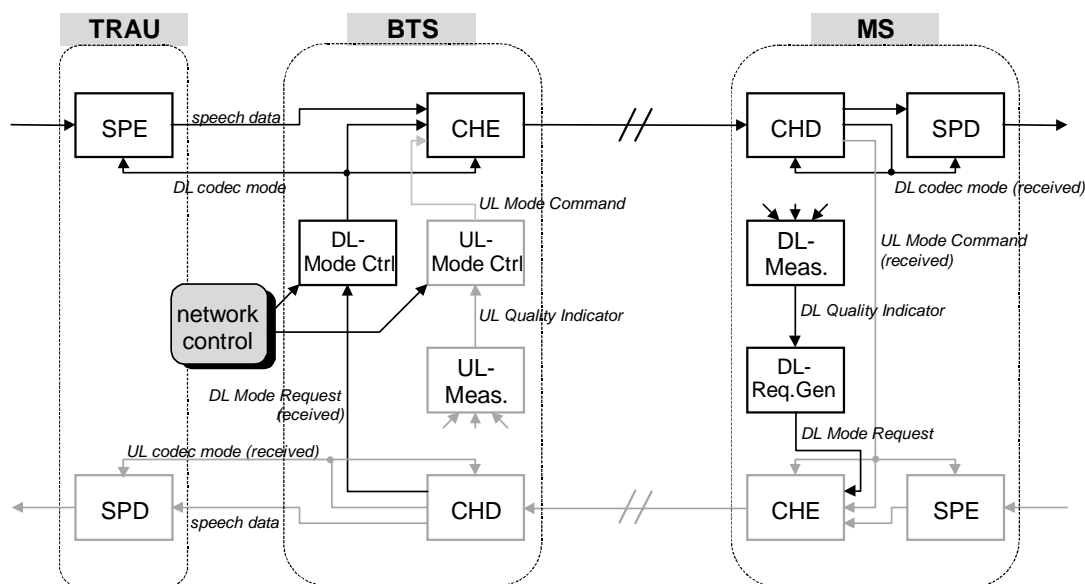 TRAU
BTS
MS
SPE
speech data
CHE
CHD
SPD
DL codec mode
DL codec mode (received)
UL Mode Command
DL-
Mode Ctrl
UL-
Mode Ctrl
DL-
Meas.
UL Mode Command
(received)
network
control
UL Quality Indicator
DL Quality Indicator
UL-
Meas.
DL-
Req.Gen
DL Mode Request
(received)
DL Mode Request
UL codec mode (received)
SPD
speech data
CHD
CHE
SPE